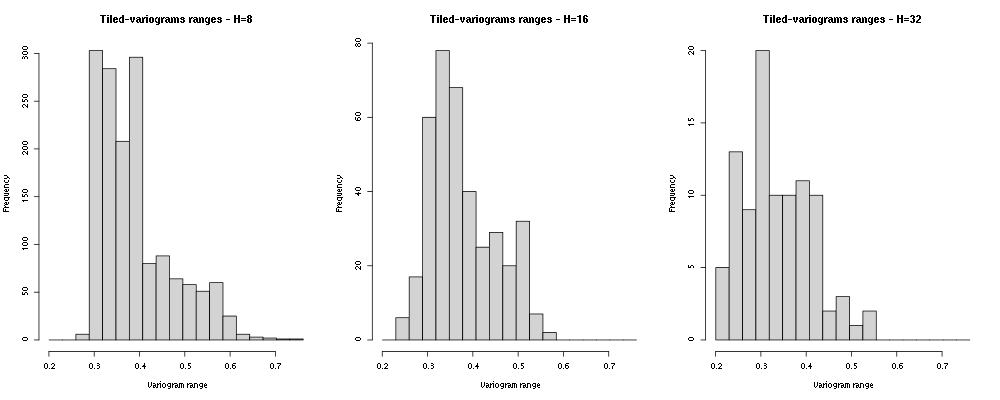 Tiled-variograms ranges - H=8
Frequency
300
250
200
150
100
50
0
0.2 0.3 0.4 0.5 0.6 0.7
Variogram range
Tiled-variograms ranges - H=16
Frequency
80
60
40
20
0
0.2 0.3 0.4 0.5 0.6 0.7
Variogram range
Tiled-variograms ranges - H=32
Frequency
20
15
10
5
0
0.2 0.3 0.4 0.5 0.6 0.7
Variogram range